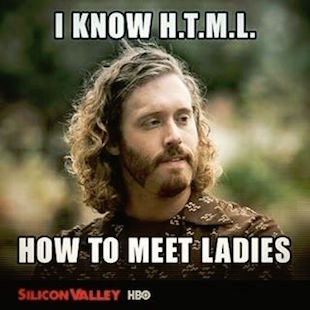 I KNOW H.T.M.L.
HOW TO MEET LADIES
SILICON VALLEY HBO